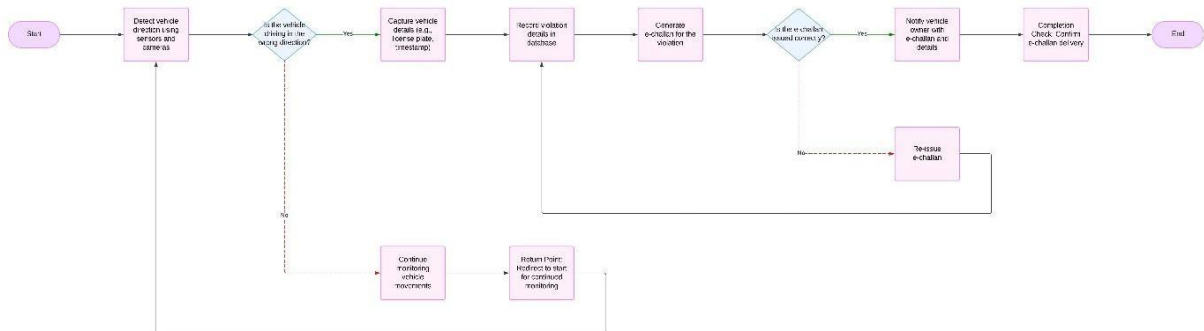 Start
Detect vehicle
direction using
sensors and
cameras
Is the vehicle
driving in the
wrong direction?
Yes
Capture vehicle
details (e.g.,
license plate,
timestamp)
Record violation
details in
database
Generate
e-challan for the
violation
Is the e-challan
issued correctly?
Yes
Notify vehicle
owner with
e-challan and
details
Completion
Check: Confirm
e-challan delivery
End
No
Re-issue
e-challan
No
Continue
monitoring
vehicle
movements
Return Point:
Redirect to start
for continued
monitoring